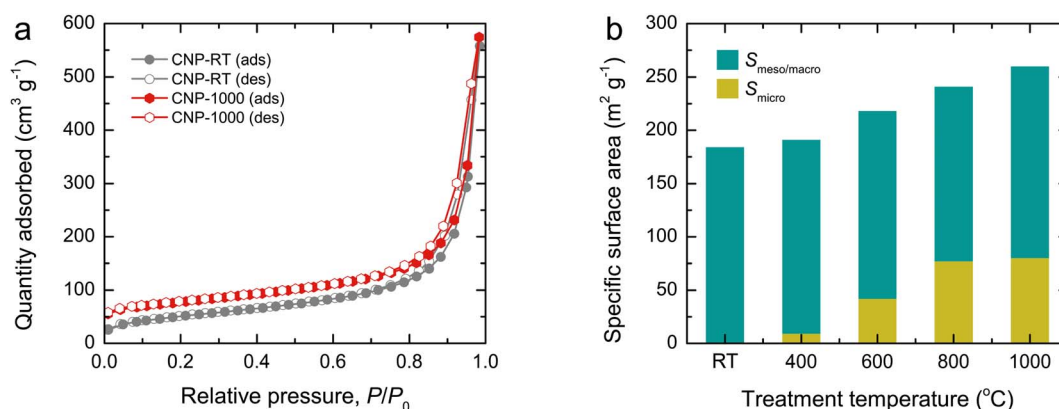 a
600
500
400
300
200
100
0
Quantity adsorbed (cm³ g⁻¹)
CNP-RT (ads)
CNP-RT (des)
CNP-1000 (ads)
CNP-1000 (des)
0.0 0.2 0.4 0.6 0.8 1.0
Relative pressure, P/P₀
b
300
250
200
150
100
50
0
Specific surface area (m² g⁻¹)
Smeso/macro
Smicro
RT 400 600 800 1000
Treatment temperature (°C)